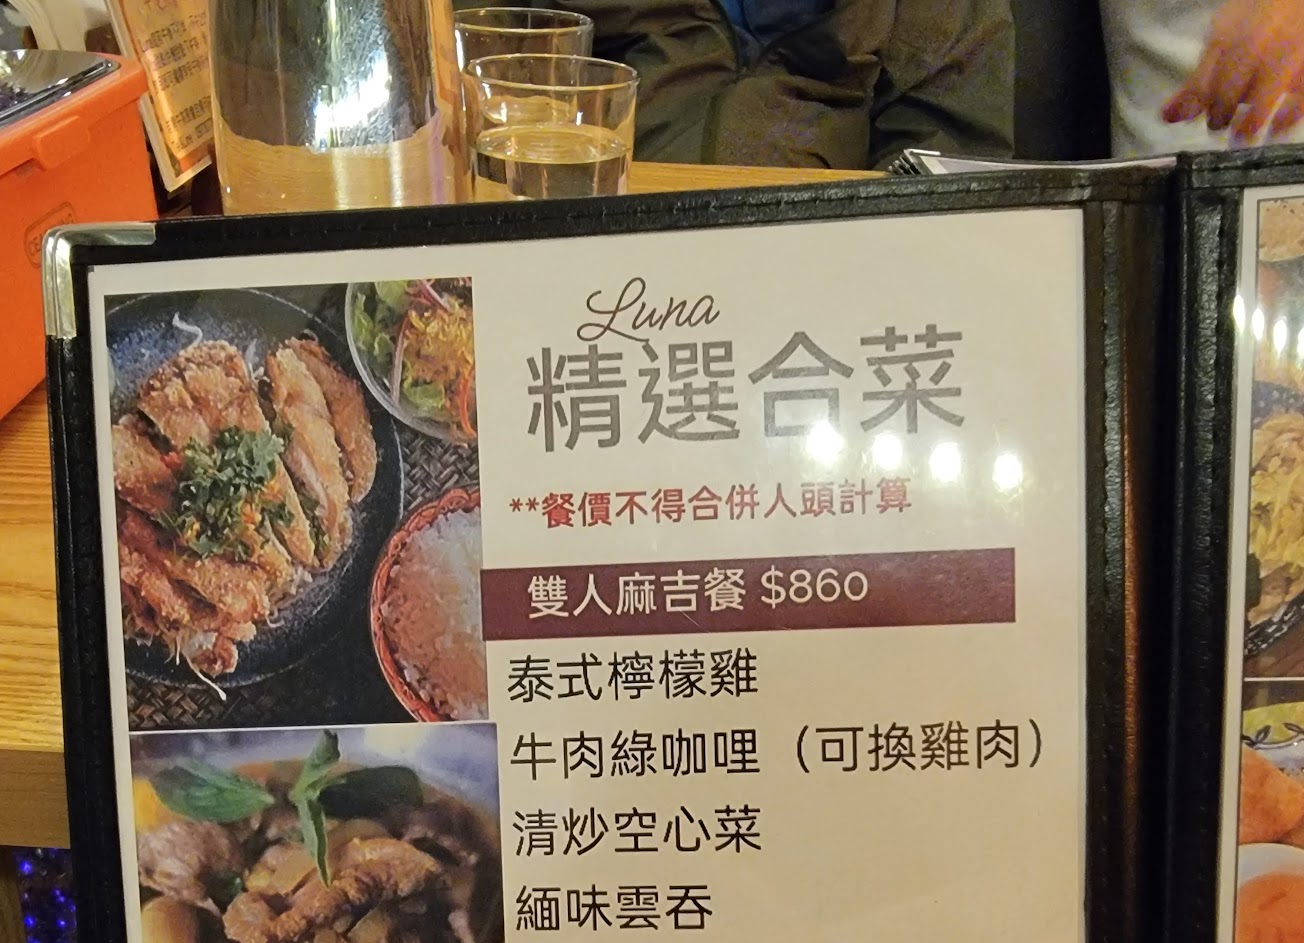 Luna
精選合菜
**餐價不得合併人頭計算
雙人麻吉餐 $860
泰式檸檬雞
牛肉綠咖哩（可換雞肉）
清炒空心菜
緬味雲吞